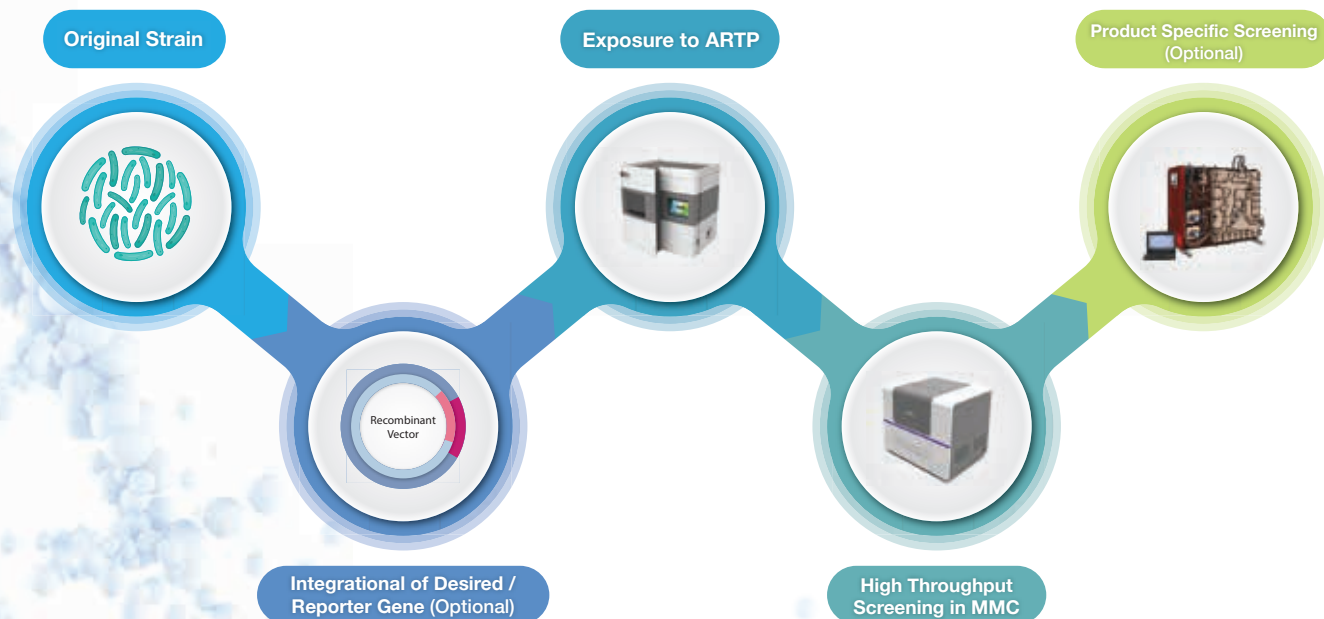 Original Strain
Recombinant
Vector
Integrational of Desired /
Reporter Gene (Optional)
Exposure to ARTP
High Throughput
Screening in MMC
Product Specific Screening
(Optional)